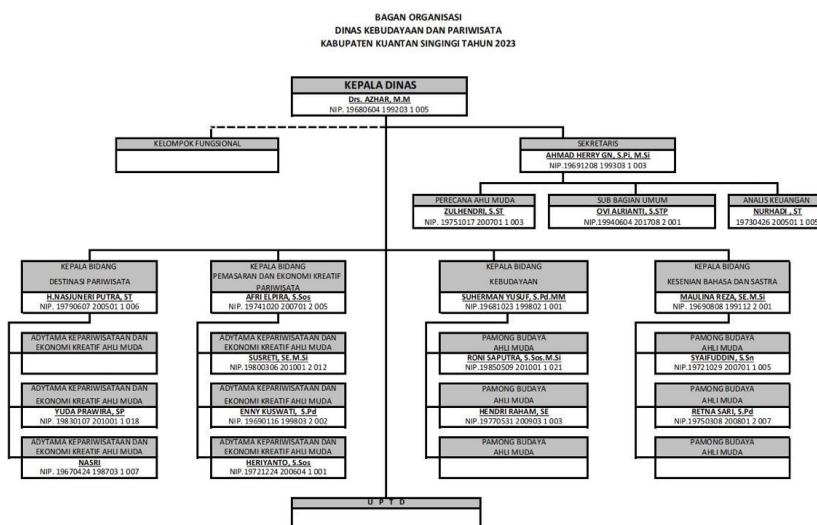 BAGAN ORGANISASI
DINAS KEBUDAYAAN DAN PARIWISATA
KABUPATEN KUANTAN SINGINGI TAHUN 2023
KEPALA DINAS
Drs. AZHAR, M.M
NIP. 19680604 199203 1 005
KELOMPOK FUNGSIONAL
SEKRETARIS
AHMAD HERRY GN, S.Pi, M.Si
NIP.19691208 199303 1 003
PERECANA AHLI MUDA
ZULHENDRI, S.ST
NIP. 19751017 200701 1 003
SUB BAGIAN UMUM
OVI ALRIANTI, S.STP
NIP.19940604 201708 2 001
ANALIS KEUANGAN
NURHADI , ST
19730426 200501 1 005
KEPALA BIDANG
DESTINASI PARIWISATA
H.NASJUNERI PUTRA, ST
NIP. 19790607 200501 1 006
ADYTAMA KEPARIWISATAAN DAN
EKONOMI KREATIF AHLI MUDA
ADYTAMA KEPARIWISATAAN DAN
EKONOMI KREATIF AHLI MUDA
YUDA PRAWIRA, SP
NIP. 19830107 201001 1 018
ADYTAMA KEPARIWISATAAN DAN
EKONOMI KREATIF AHLI MUDA
NASRI
NIP. 19670424 198703 1 007
KEPALA BIDANG
PEMASARAN DAN EKONOMI KREATIF
PARIWISATA
AFRI ELPIRA, S.Sos
NIP. 19741020 200701 2 005
ADYTAMA KEPARIWISATAAN DAN
EKONOMI KREATIF AHLI MUDA
SUSRETI, SE.M.Si
NIP.19800306 201001 2 012
ADYTAMA KEPARIWISATAAN DAN
EKONOMI KREATIF AHLI MUDA
ENNY KUSWATI, S.Pd
NIP. 19690116 199803 2 002
ADYTAMA KEPARIWISATAAN DAN
EKONOMI KREATIF AHLI MUDA
HERIYANTO, S.Sos
NIP.19721224 200604 1 001
KEPALA BIDANG
KEBUDAYAAN
SUHERMAN YUSUF, S.Pd.MM
NIP.19681023 199802 1 001
PAMONG BUDAYA
AHLI MUDA
RONI SAPUTRA, S.Sos.M.Si
NIP.19850509 201001 1 021
PAMONG BUDAYA
AHLI MUDA
HENDRI RAHAM, SE
NIP.19770531 200903 1 003
PAMONG BUDAYA
AHLI MUDA
KEPALA BIDANG
KESENIAN BAHASA DAN SASTRA
MAULINA REZA, SE.M.Si
NIP. 19690808 199112 2 001
PAMONG BUDAYA
AHLI MUDA
SYAIFUDDIN, S.Sn
NIP.19721029 200701 1 005
PAMONG BUDAYA
AHLI MUDA
RETNA SARI, S.Pd
NIP.19750308 200801 2 007
PAMONG BUDAYA
AHLI MUDA
U P T D